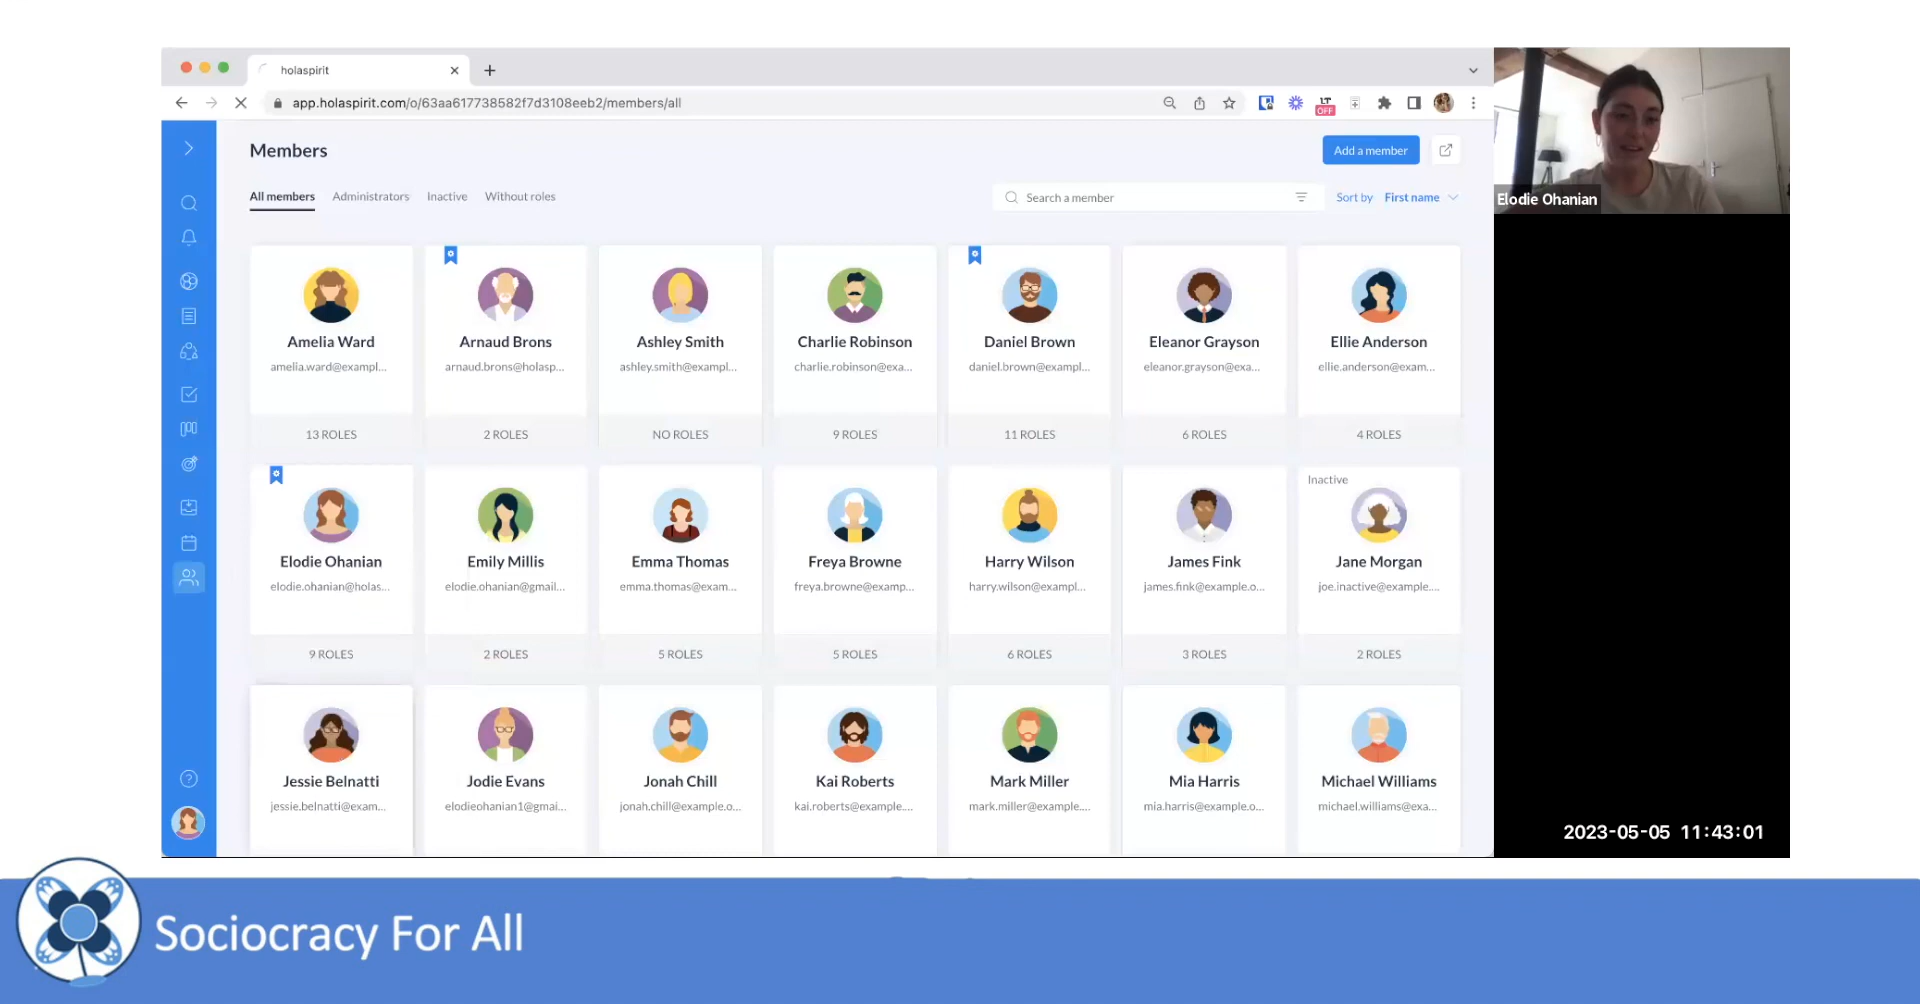 holaspirit
app.holaspirit.com/o/63aa617738582f7d3108eeb2/members/all
OFF
Members
Add a member
All members Administrators Inactive Without roles
Search a member
Sort by First name
Elodie Ohanian
Amelia Ward Arnaud Brons Ashley Smith Charlie Robinson Daniel Brown Eleanor Grayson Ellie Anderson
amelia.ward@exampl... arnaud.brons@holasp... ashley.smith@exampl... charlie.robinson@exa... daniel.brown@exampl... eleanor.grayson@exa... ellie.anderson@exam...
13 ROLES 2 ROLES NO ROLES 9 ROLES 11 ROLES 6 ROLES 4 ROLES
Inactive
Elodie Ohanian Emily Millis Emma Thomas Freya Browne Harry Wilson James Fink Jane Morgan
elodie.ohanian@holas... elodie.ohanian@gmail... emma.thomas@exam... freya.browne@examp... harry.wilson@exampl... james.fink@example.o... joe.inactive@example....
9 ROLES 2 ROLES 5 ROLES 5 ROLES 6 ROLES 3 ROLES 2 ROLES
Jessie Belnatti Jodie Evans Jonah Chill Kai Roberts Mark Miller Mia Harris Michael Williams
jessie.belnatti@exam... elodieohanian1@gmai... jonah.chill@example.o... kai.roberts@example.... mark.miller@example.... mia.harris@example.o... michael.williams@exa...
2023-05-05 11:43:01
Sociocracy For All